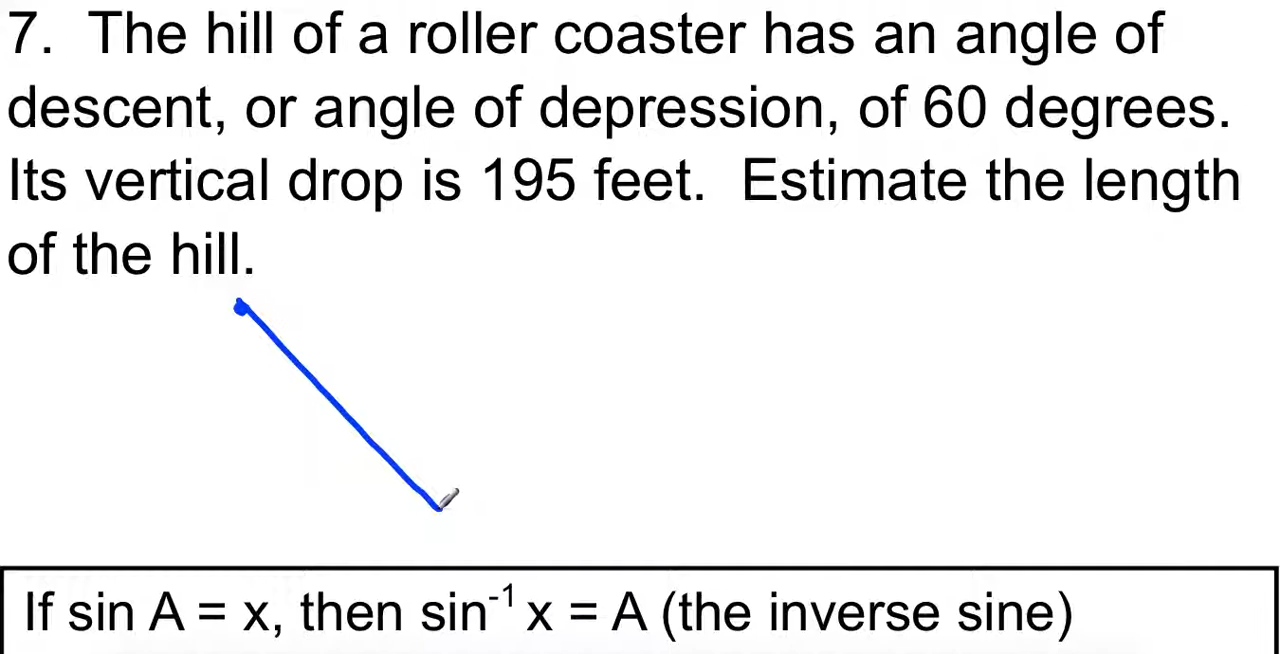 7.  The hill of a roller coaster has an angle of
descent, or angle of depression, of 60 degrees.
Its vertical drop is 195 feet.  Estimate the length
of the hill.
If sin A = x, then sin⁻¹ x = A (the inverse sine)